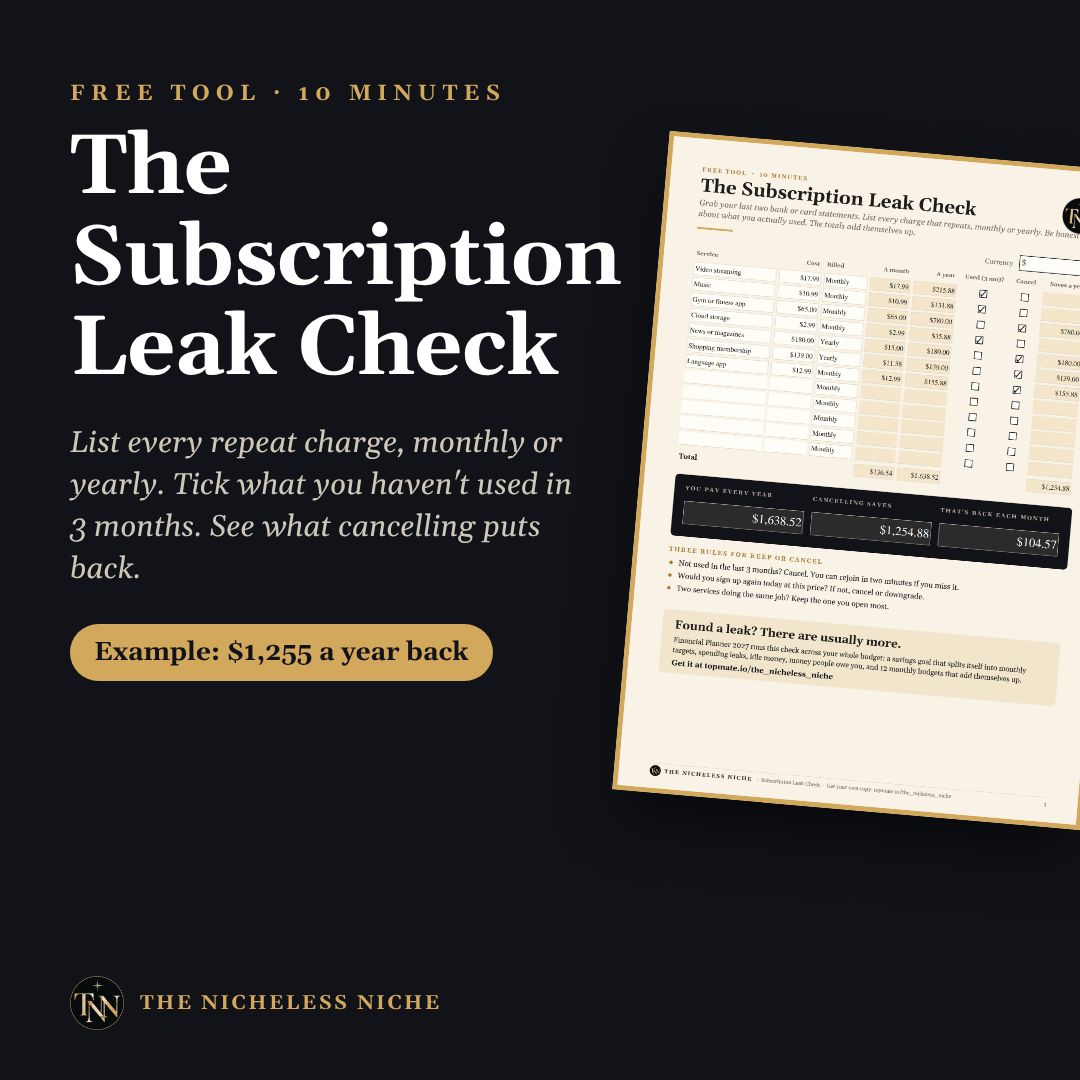 FREE TOOL · 10 MINUTES
The
Subscription
Leak Check
List every repeat charge, monthly or
yearly. Tick what you haven't used in
3 months. See what cancelling puts
back.
Example: $1,255 a year back
TNN THE NICHELESS NICHE
FREE TOOL · 10 MINUTES
The Subscription Leak Check
Grab your last two bank or card statements. List every charge that repeats, monthly or yearly. Be honest
about what you actually used. The totals add themselves up.
Currency $
Service Cost Billed A month A year Used (3 mo)? Cancel Saves a
Video streaming $17.99 Monthly $17.99 $215.88
Music $10.99 Monthly $10.99 $131.88
Gym or fitness app $65.00 Monthly $65.00 $780.00 $780.0
Cloud storage $2.99 Monthly $2.99 $35.88
News or magazines $180.00 Yearly $15.00 $180.00 $180.00
Shopping membership $139.00 Yearly $11.58 $139.00 $139.00
Language app $12.99 Monthly $12.99 $155.88 $155.88
Monthly
Monthly
Monthly
Monthly
Monthly
Total $136.54 $1,638.52 $1,254.88
YOU PAY EVERY YEAR CANCELLING SAVES THAT'S BACK EACH MONTH
$1,638.52 $1,254.88 $104.57
THREE RULES FOR KEEP OR CANCEL
Not used in the last 3 months? Cancel. You can rejoin in two minutes if you miss it.
Would you sign up again today at this price? If not, cancel or downgrade.
Two services doing the same job? Keep the one you open most.
Found a leak? There are usually more.
Financial Planner 2027 runs this check across your whole budget: a savings goal that splits itself into monthly
targets, spending leaks, idle money, money people owe you, and 12 monthly budgets that add themselves up.
Get it at topmate.io/the_nicheless_niche
TNN THE NICHELESS NICHE · Subscription Leak Check · Get your own copy: topmate.io/the_nicheless_niche 1